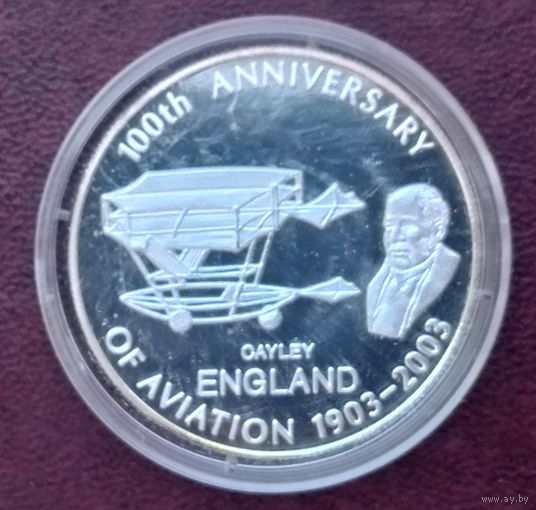 100th ANNIVERSARY
CAYLEY
ENGLAND
OF AVIATION 1903-2003
www.ay.by